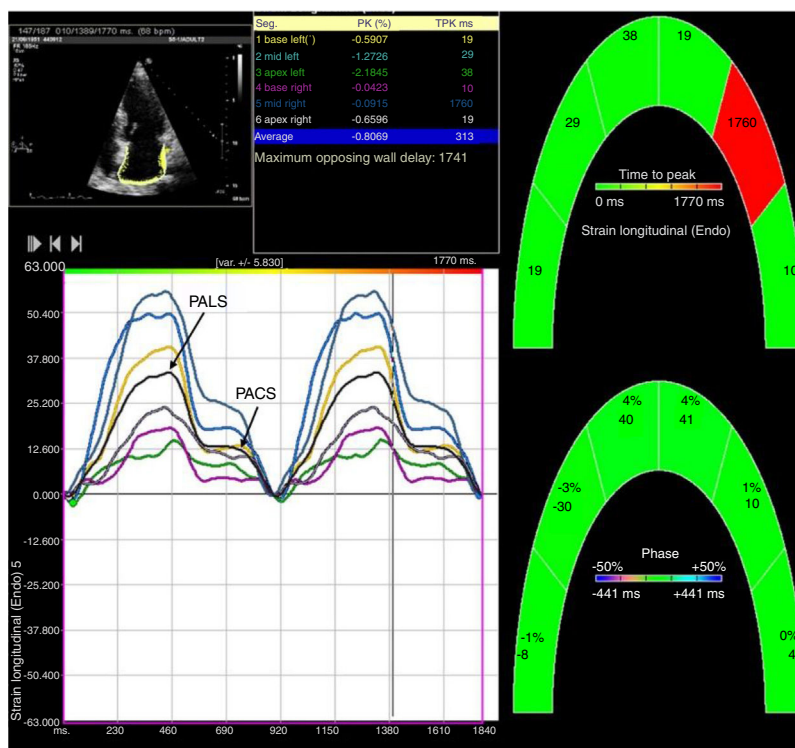 147/187 010/1389/1770 ms. (68 bpm)
68 bpm
Seg. PK (%) TPK ms
1 base left(`) -0.5907 19
2 mid left -1.2726 29
3 apex left -2.1845 38
4 base right -0.0423 10
5 mid right -0.0915 1760
6 apex right -0.6596 19
Average -0.8069 313
Maximum opposing wall delay: 1741
38 19
29 1760
19 10
Time to peak
0 ms 1770 ms
Strain longitudinal (Endo)
63.000 [var. +/- 5.830] 1770 ms.
PALS
PACS
50.400
37.800
25.200
12.600
0.000
-12.600
-25.200
-37.800
-50.400
-63.000
Strain longitudinal (Endo) 5
ms. 230 460 690 920 1150 1380 1610 1840
4% 4%
40 41
-3% 1%
-30 10
Phase
-50% +50%
-441 ms +441 ms
-1% 0%
-8 4